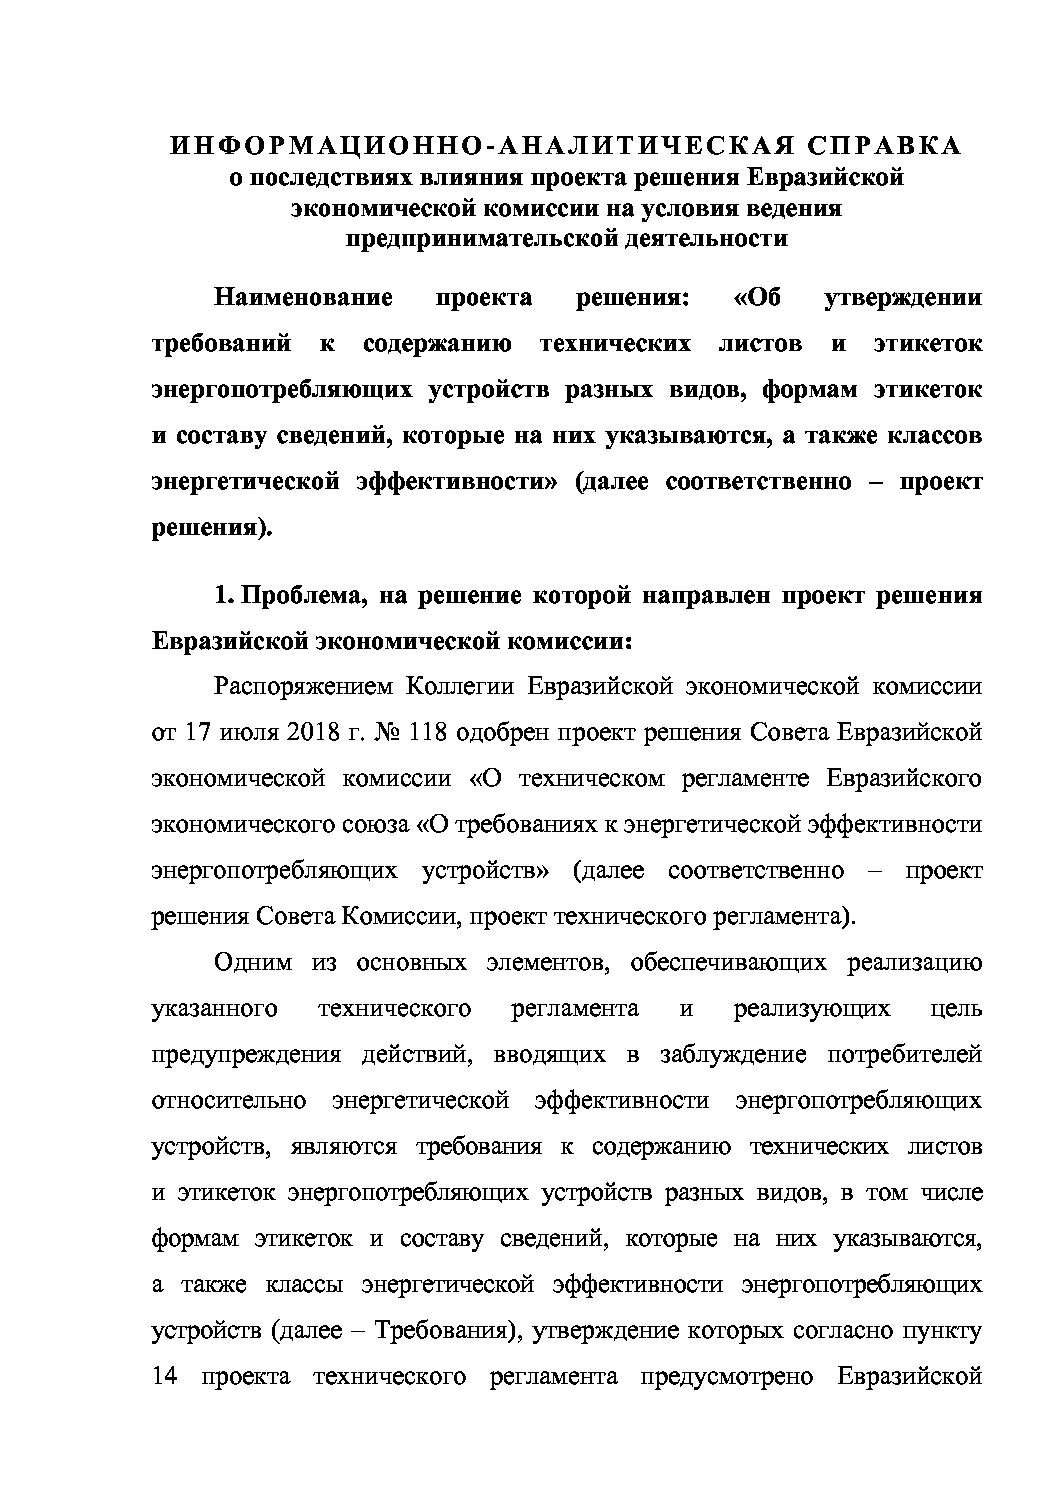 ИНФОРМАЦИОННО-АНАЛИТИЧЕСКАЯ СПРАВКА
о последствиях влияния проекта решения Евразийской
экономической комиссии на условия ведения
предпринимательской деятельности
Наименование проекта решения: «Об утверждении
требований к содержанию технических листов и этикеток
энергопотребляющих устройств разных видов, формам этикеток
и составу сведений, которые на них указываются, а также классов
энергетической эффективности» (далее соответственно – проект
решения).
1. Проблема, на решение которой направлен проект решения
Евразийской экономической комиссии:
Распоряжением Коллегии Евразийской экономической комиссии
от 17 июля 2018 г. № 118 одобрен проект решения Совета Евразийской
экономической комиссии «О техническом регламенте Евразийского
экономического союза «О требованиях к энергетической эффективности
энергопотребляющих устройств» (далее соответственно – проект
решения Совета Комиссии, проект технического регламента).
Одним из основных элементов, обеспечивающих реализацию
указанного технического регламента и реализующих цель
предупреждения действий, вводящих в заблуждение потребителей
относительно энергетической эффективности энергопотребляющих
устройств, являются требования к содержанию технических листов
и этикеток энергопотребляющих устройств разных видов, в том числе
формам этикеток и составу сведений, которые на них указываются,
а также классы энергетической эффективности энергопотребляющих
устройств (далее – Требования), утверждение которых согласно пункту
14 проекта технического регламента предусмотрено Евразийской